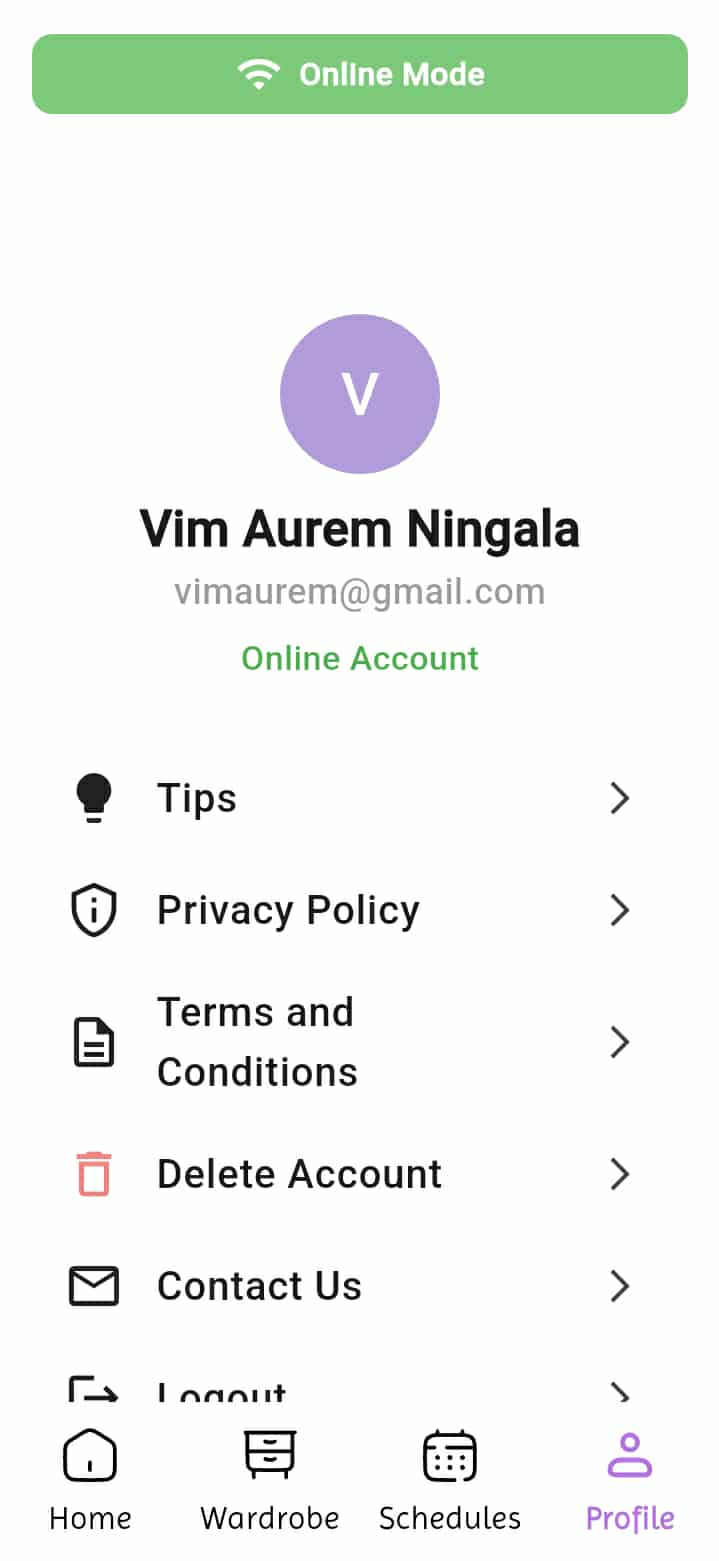 Online Mode
V
Vim Aurem Ningala
vimaurem@gmail.com
Online Account
Tips
Privacy Policy
Terms and
Conditions
Delete Account
Contact Us
Logout
Home
Wardrobe
Schedules
Profile